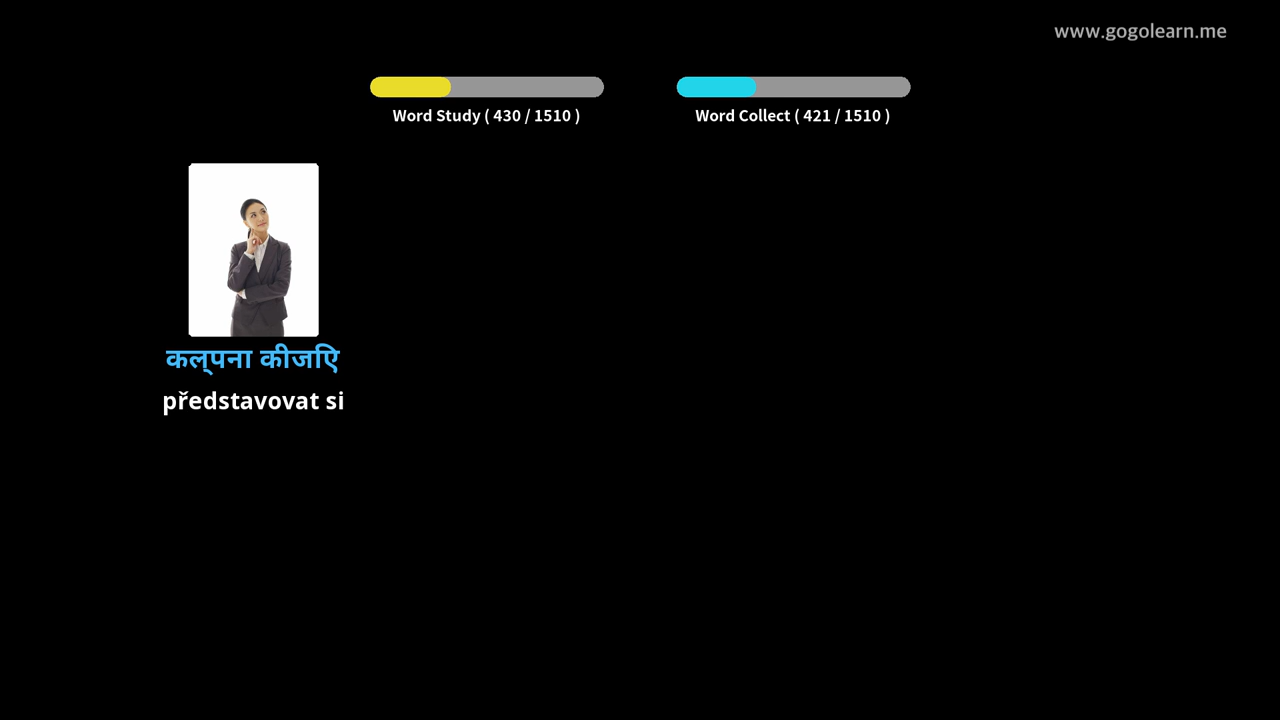 www.gogolearn.me
Word Study ( 430 / 1510 )
Word Collect ( 421 / 1510 )
कल्पना कीजिए
představovat si